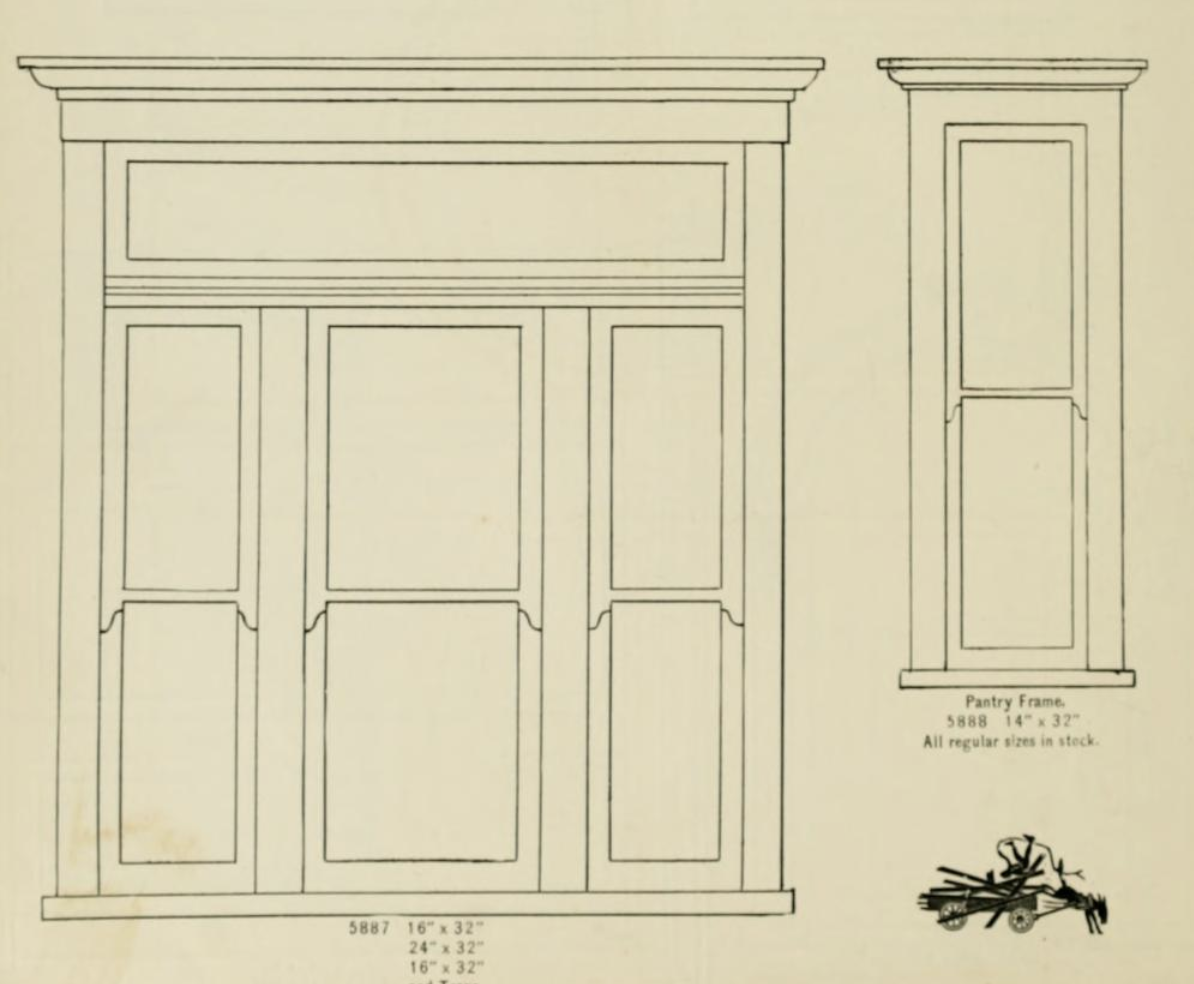 Pantry Frame.
5888 14" x 32"
All regular sizes in stock.
5887 16" x 32"
24" x 32"
16" x 32"